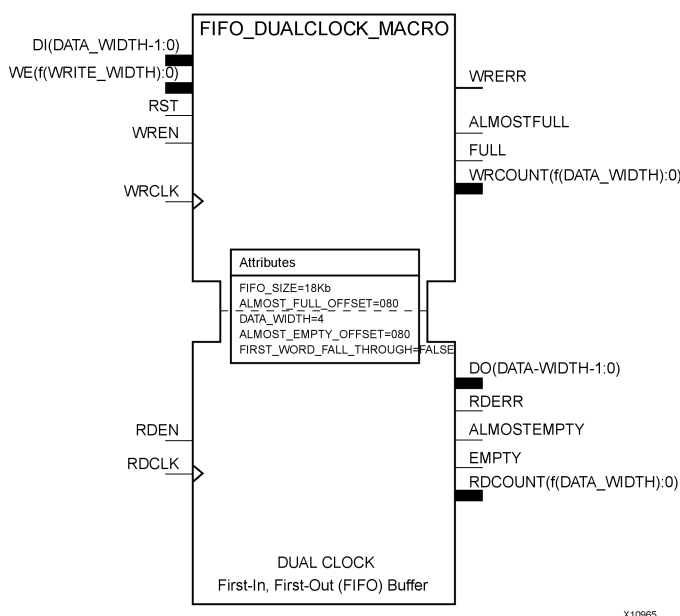 FIFO_DUALCLOCK_MACRO
DI(DATA_WIDTH-1:0)
WE(f(WRITE_WIDTH):0)
RST
WREN
WRCLK
WRERR
ALMOSTFULL
FULL
WRCOUNT(f(DATA_WIDTH):0)
Attributes
FIFO_SIZE=18Kb
ALMOST_FULL_OFFSET=080
DATA_WIDTH=4
ALMOST_EMPTY_OFFSET=080
FIRST_WORD_FALL_THROUGH=FALSE
RDEN
RDCLK
DO(DATA-WIDTH-1:0)
RDERR
ALMOSTEMPTY
EMPTY
RDCOUNT(f(DATA_WIDTH):0)
DUAL CLOCK
First-In, First-Out (FIFO) Buffer
X10965